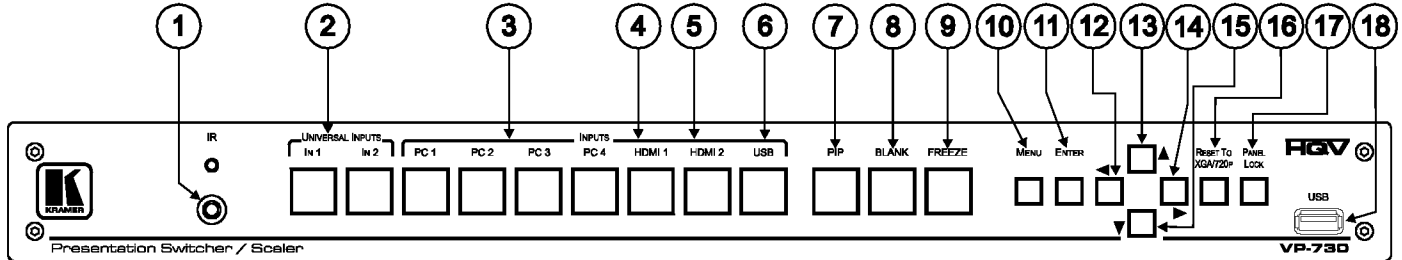 1 2 3 4 5 6 7 8 9 10 11 12 13 14 15 16 17 18
IR
UNIVERSAL INPUTS
IN 1 IN 2
INPUTS
PC 1 PC 2 PC 3 PC 4 HDMI 1 HDMI 2 USB
PIP BLANK FREEZE
MENU ENTER
RESET TO
XGA/720P
PANEL
LOCK
HQV
USB
K
KRAMER
Presentation Switcher / Scaler
VP-730